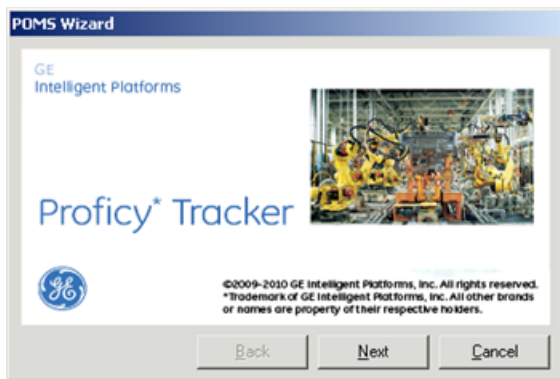 POMS Wizard
GE
Intelligent Platforms
Proficy* Tracker
©2009-2010 GE Intelligent Platforms, Inc. All rights reserved.
*Trademark of GE Intelligent Platforms, Inc. All other brands
or names are property of their respective holders.
Back Next Cancel